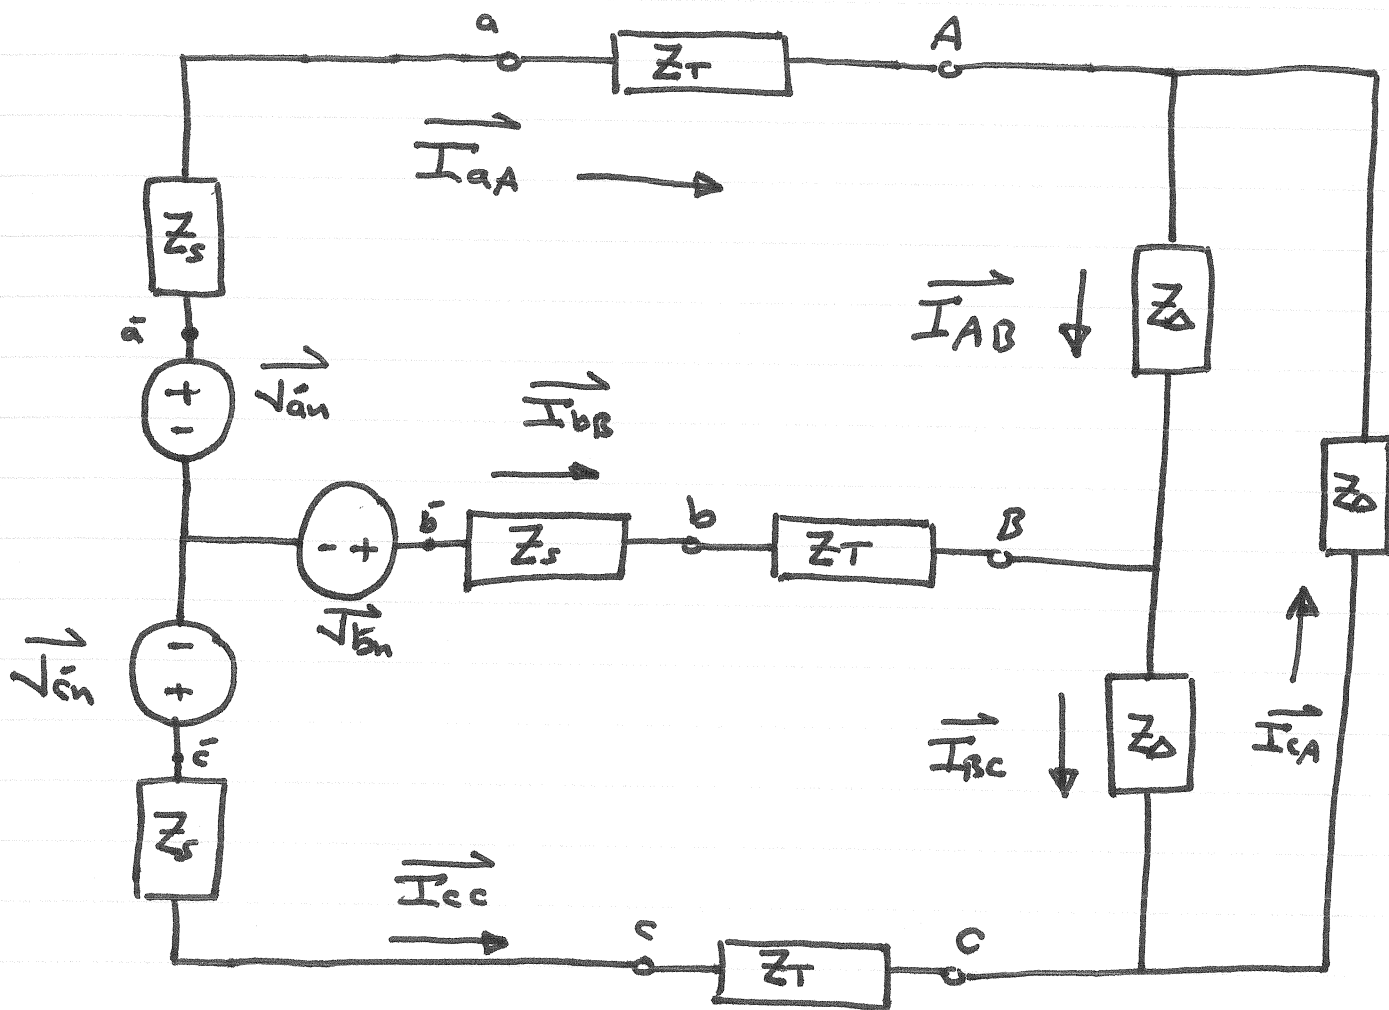 a
Z_T
A
I_aA
Z_s
a'
+
-
V_a'n
I_AB
Z_Δ
I_bB
- +
b'
Z_s
b
Z_T
B
V_b'n
Z_Δ
-
+
V_c'n
c'
Z_s
I_BC
Z_Δ
I_CA
I_cC
c
Z_T
C